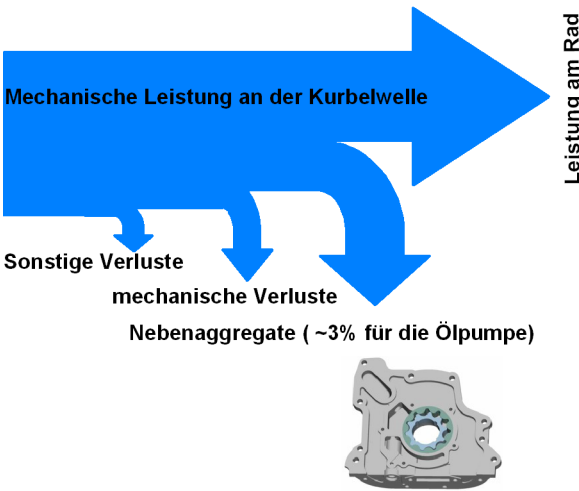 Mechanische Leistung an der Kurbelwelle
Leistung am Rad
Sonstige Verluste
mechanische Verluste
Nebenaggregate ( ~3% für die Ölpumpe)